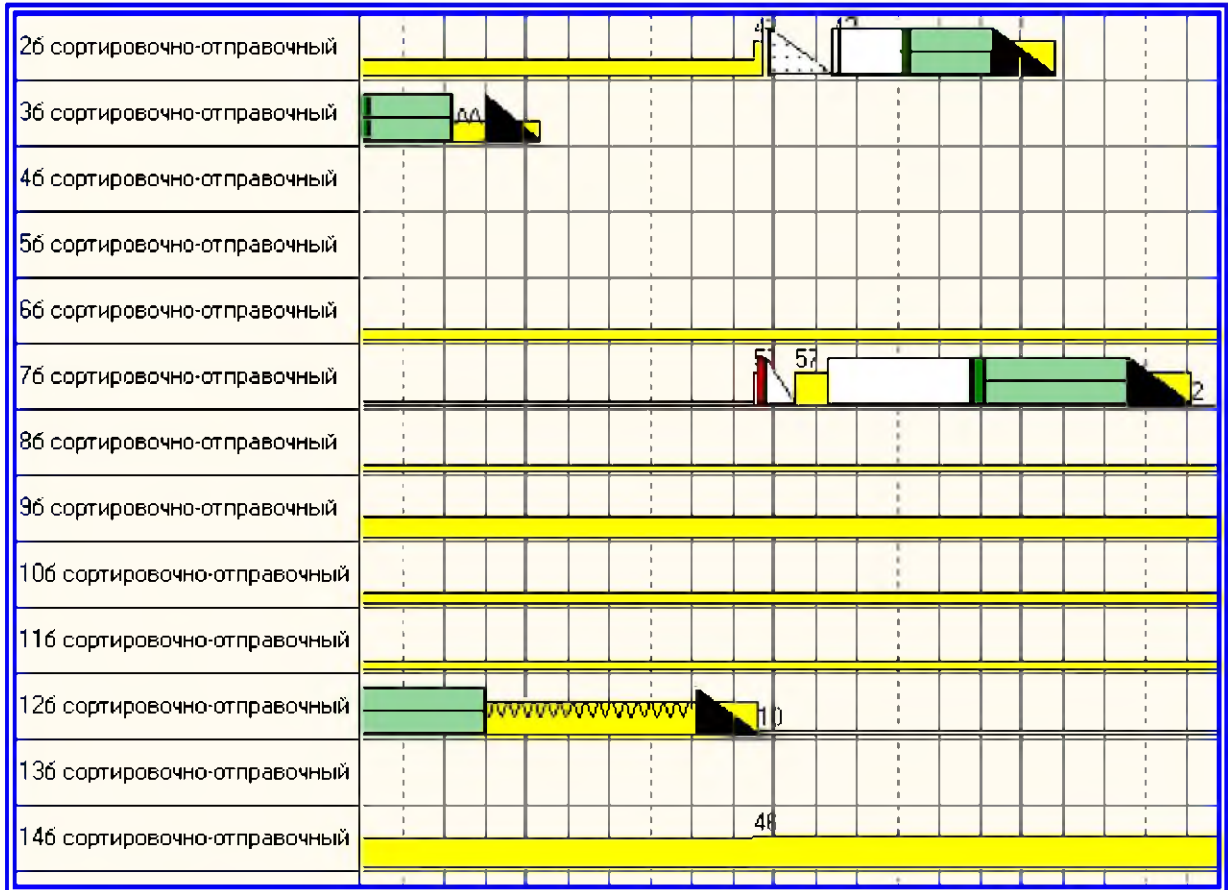 2б сортировочно-отправочный
3б сортировочно-отправочный
4б сортировочно-отправочный
5б сортировочно-отправочный
6б сортировочно-отправочный
57
7б сортировочно-отправочный
2
8б сортировочно-отправочный
9б сортировочно-отправочный
10б сортировочно-отправочный
11б сортировочно-отправочный
12б сортировочно-отправочный
10
13б сортировочно-отправочный
14б сортировочно-отправочный